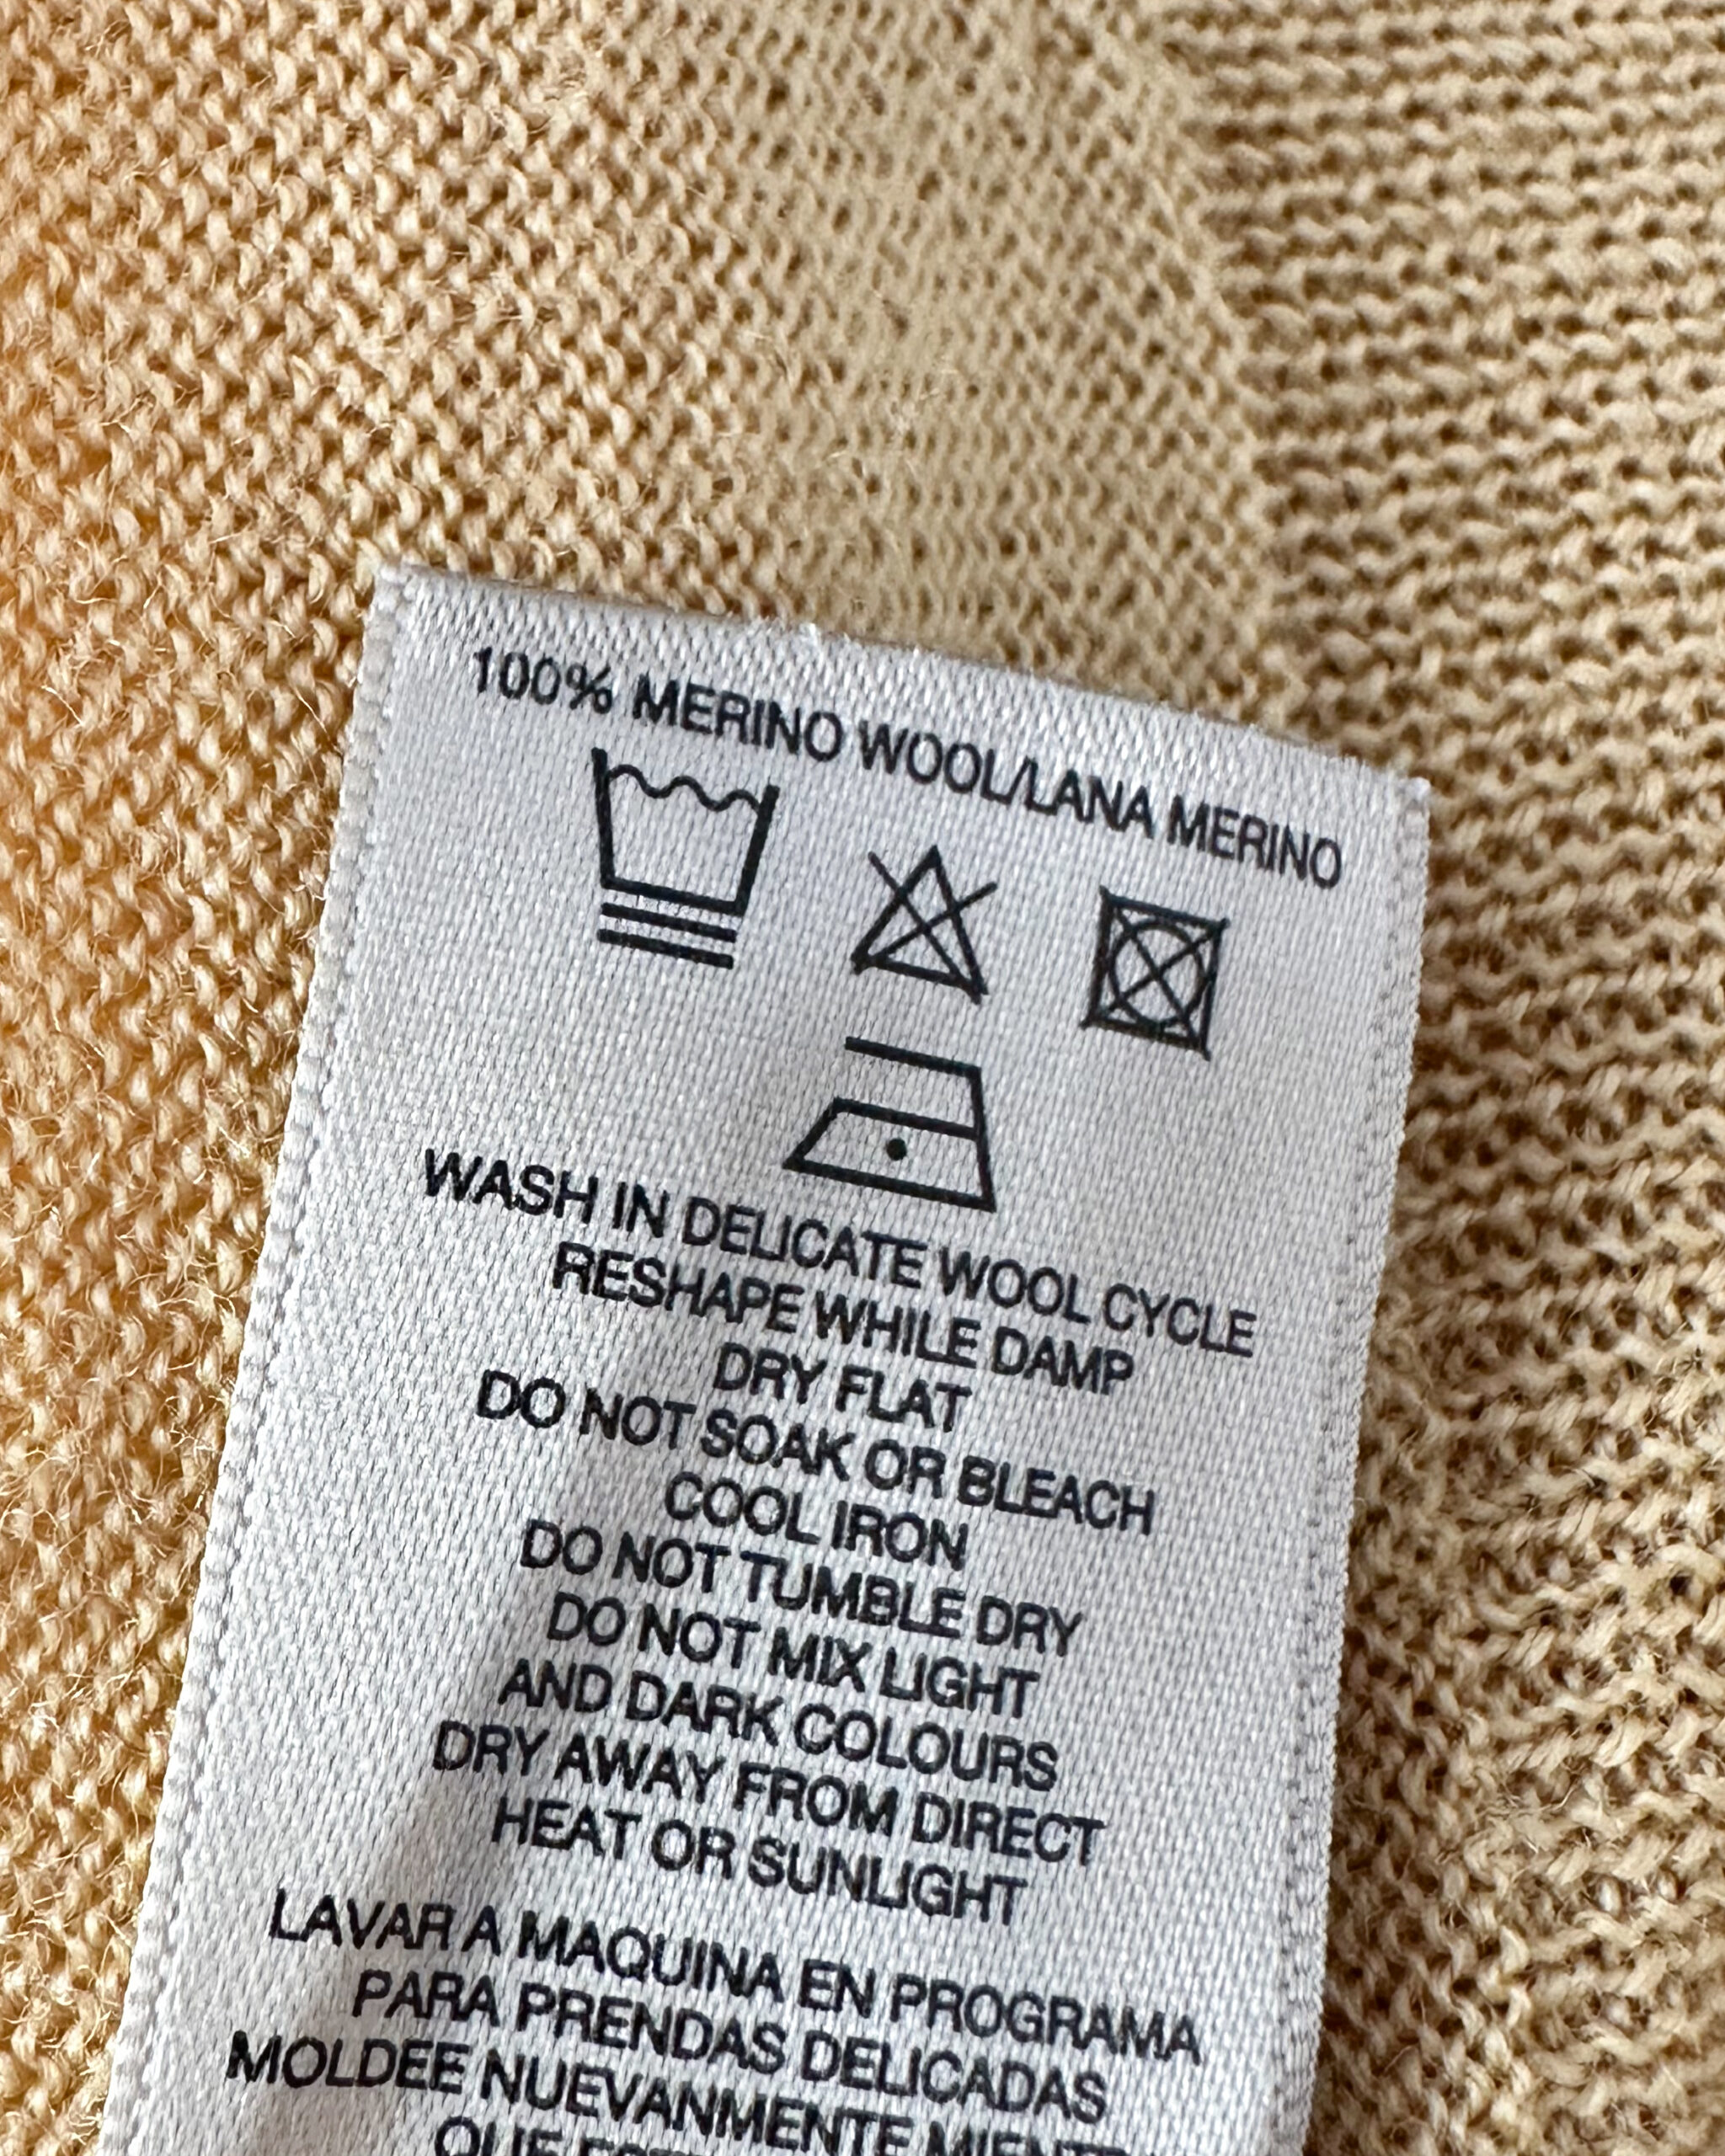 100% MERINO WOOL/LANA MERINO
WASH IN DELICATE WOOL CYCLE
RESHAPE WHILE DAMP
DRY FLAT
DO NOT SOAK OR BLEACH
COOL IRON
DO NOT TUMBLE DRY
DO NOT MIX LIGHT
AND DARK COLOURS
DRY AWAY FROM DIRECT
HEAT OR SUNLIGHT
LAVAR A MAQUINA EN PROGRAMA
PARA PRENDAS DELICADAS
MOLDEE NUEVANMENTE
QUE